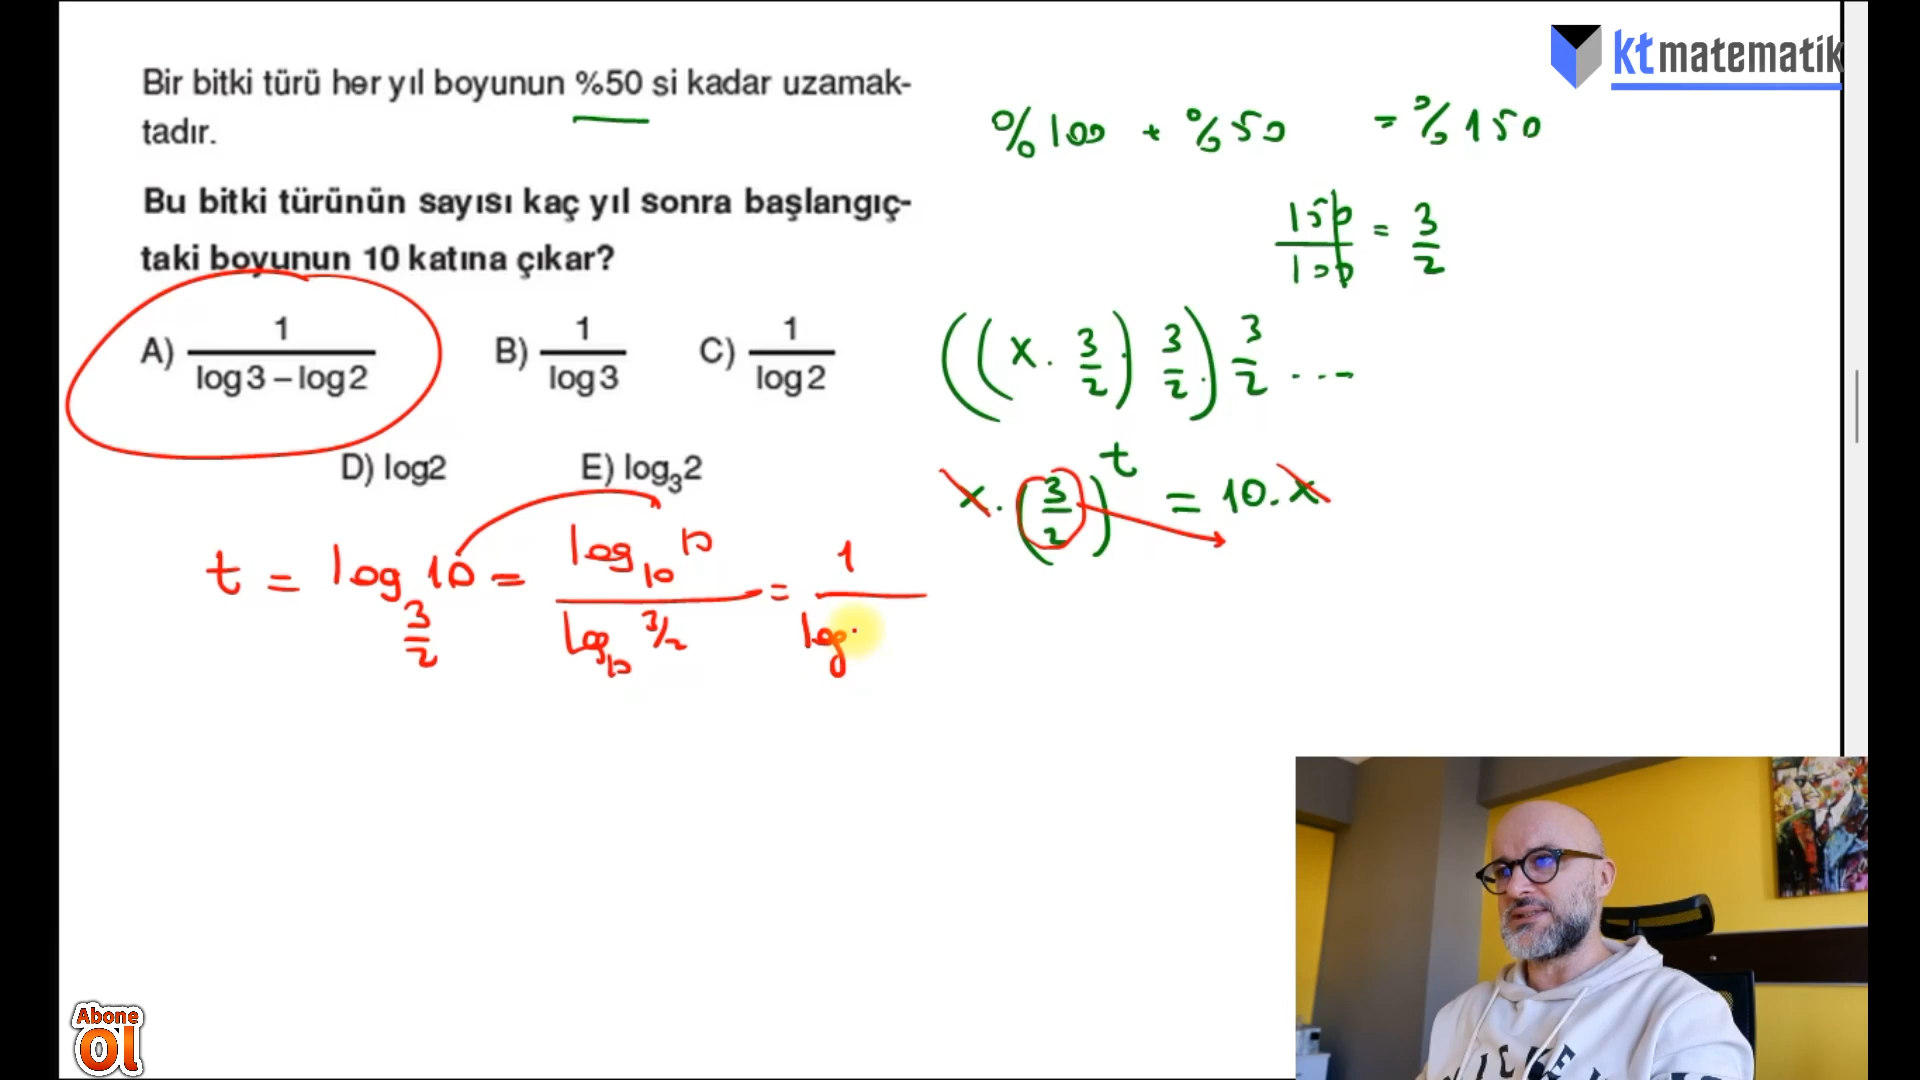 ktmatematik
Bir bitki türü her yıl boyunun %50 si kadar uzamak-
tadır.
Bu bitki türünün sayısı kaç yıl sonra başlangıç-
taki boyunun 10 katına çıkar?
A) 1/(log3 – log2) B) 1/log3 C) 1/log2
D) log2 E) log₃2
%100 + %50 = %150
150/100 = 3/2
((x . 3/2) . 3/2) . 3/2 ....
x . (3/2)^t = 10 . x
t = log_{3/2} 10 = log₁₀ 10 / log₁₀ 3/2 = 1/log
Abone
Ol